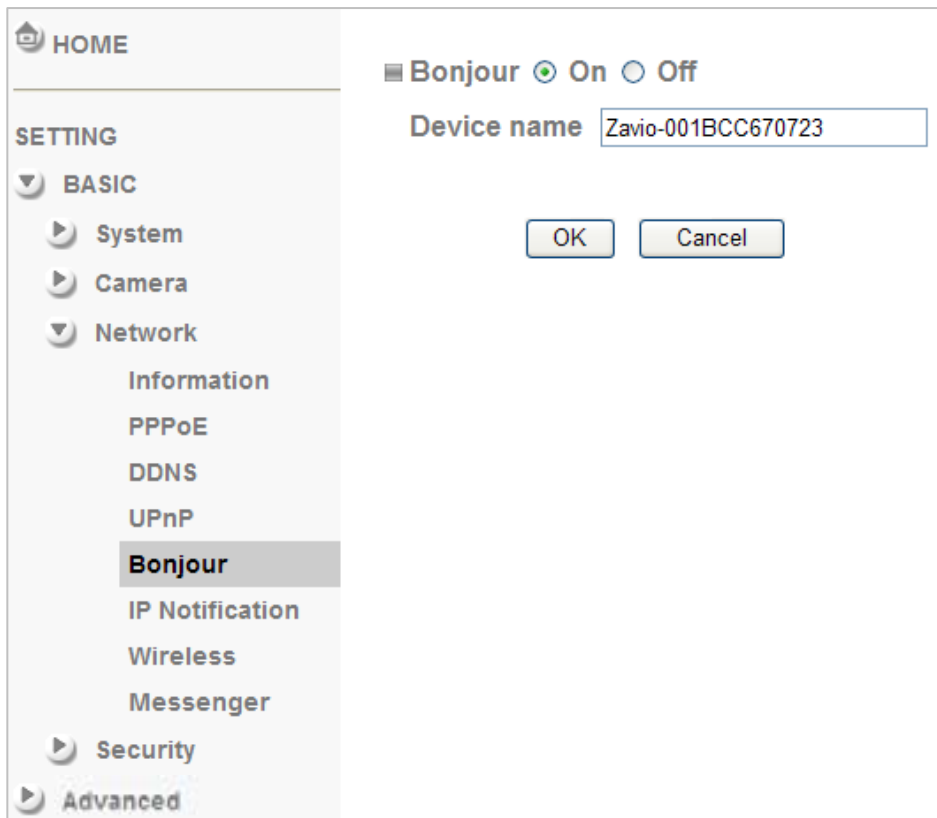 HOME
SETTING
BASIC
System
Camera
Network
Information
PPPoE
DDNS
UPnP
Bonjour
IP Notification
Wireless
Messenger
Security
Advanced
Bonjour On Off
Device name Zavio-001BCC670723
OK Cancel